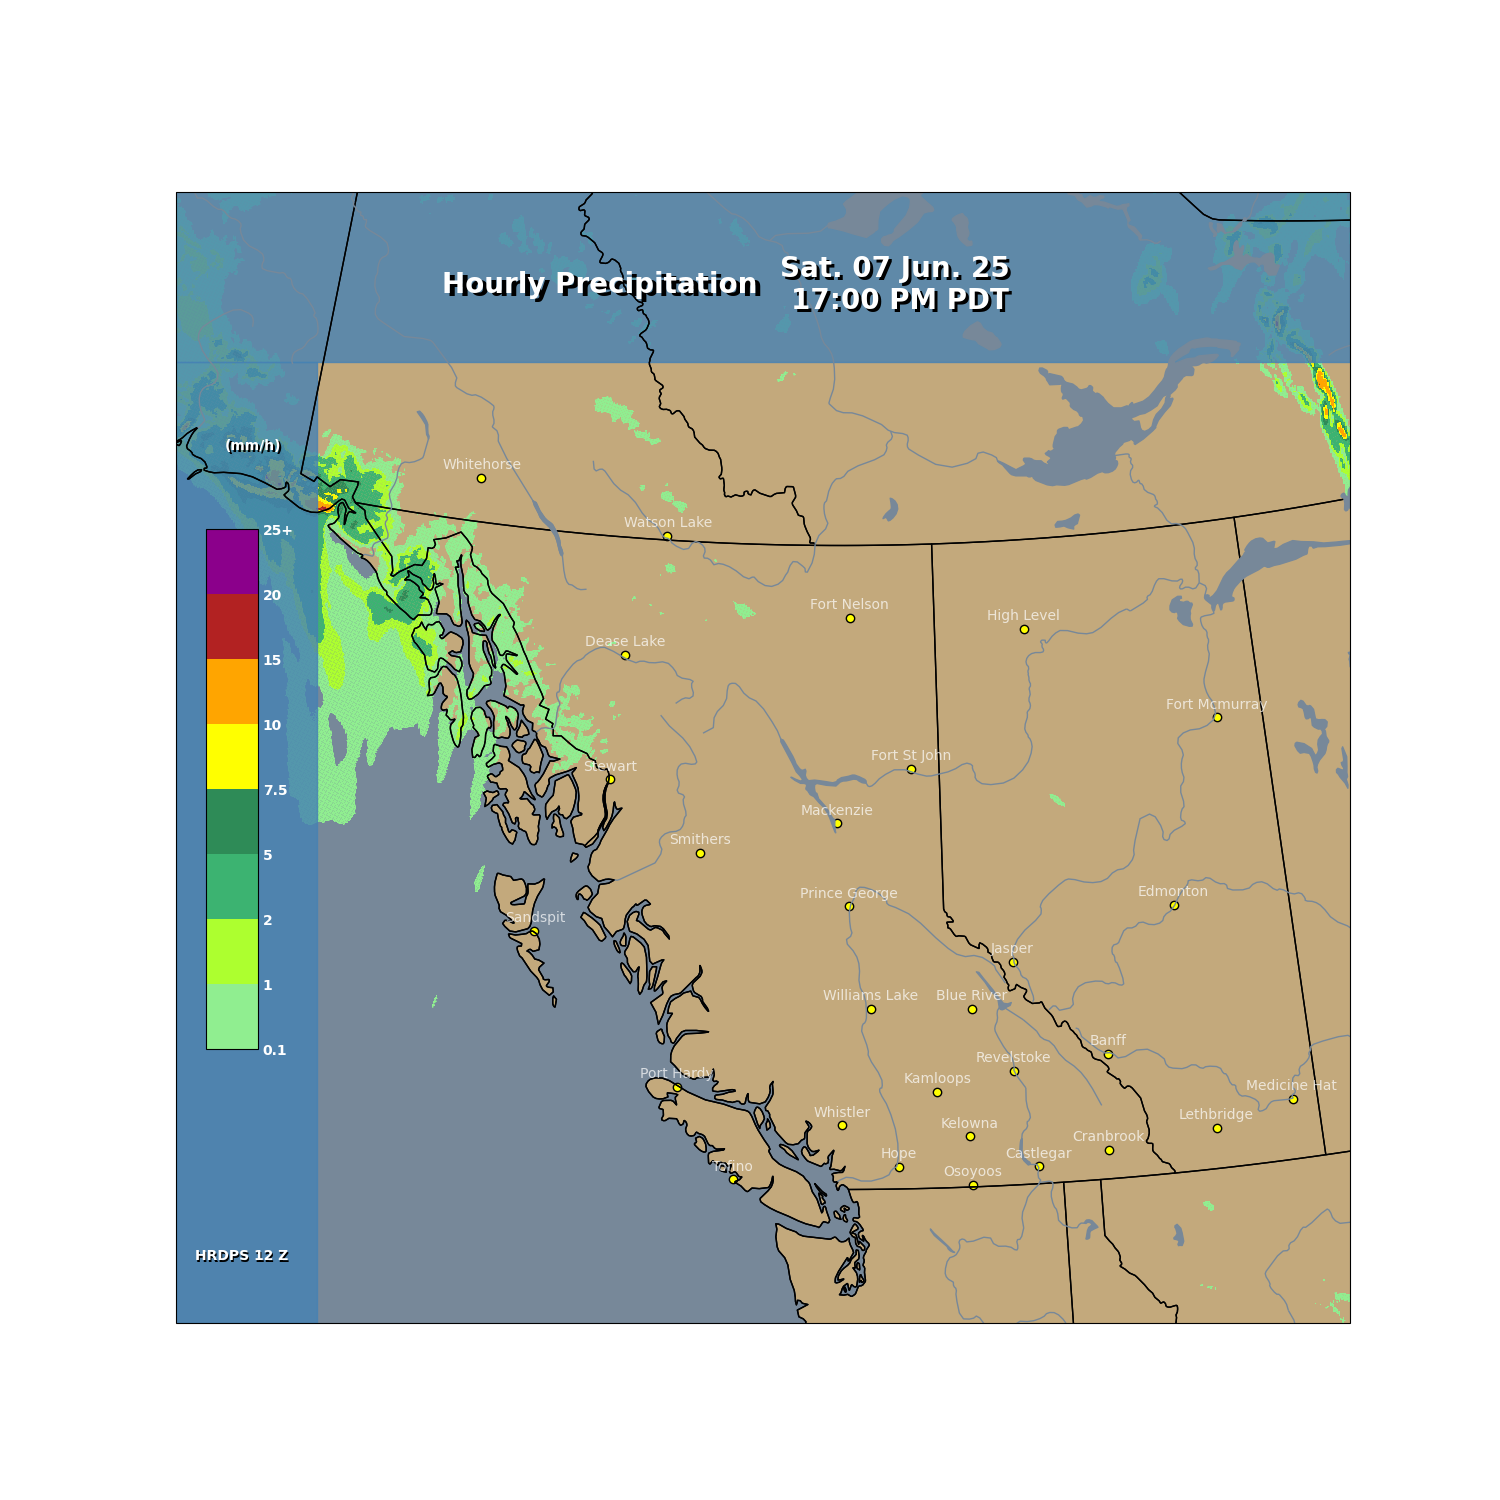 Hourly Precipitation
Sat. 07 Jun. 25
17:00 PM PDT
(mm/h)
Whitehorse
Watson Lake
25+
20
15
10
7.5
5
2
1
0.1
Fort Nelson
High Level
Dease Lake
Fort Mcmurray
Fort St John
Stewart
Mackenzie
Smithers
Prince George
Edmonton
Sandspit
Jasper
Williams Lake
Blue River
Banff
Revelstoke
Port Hardy
Kamloops
Medicine Hat
Whistler
Lethbridge
Kelowna
Cranbrook
Hope
Castlegar
Tofino
Osoyoos
HRDPS 12 Z